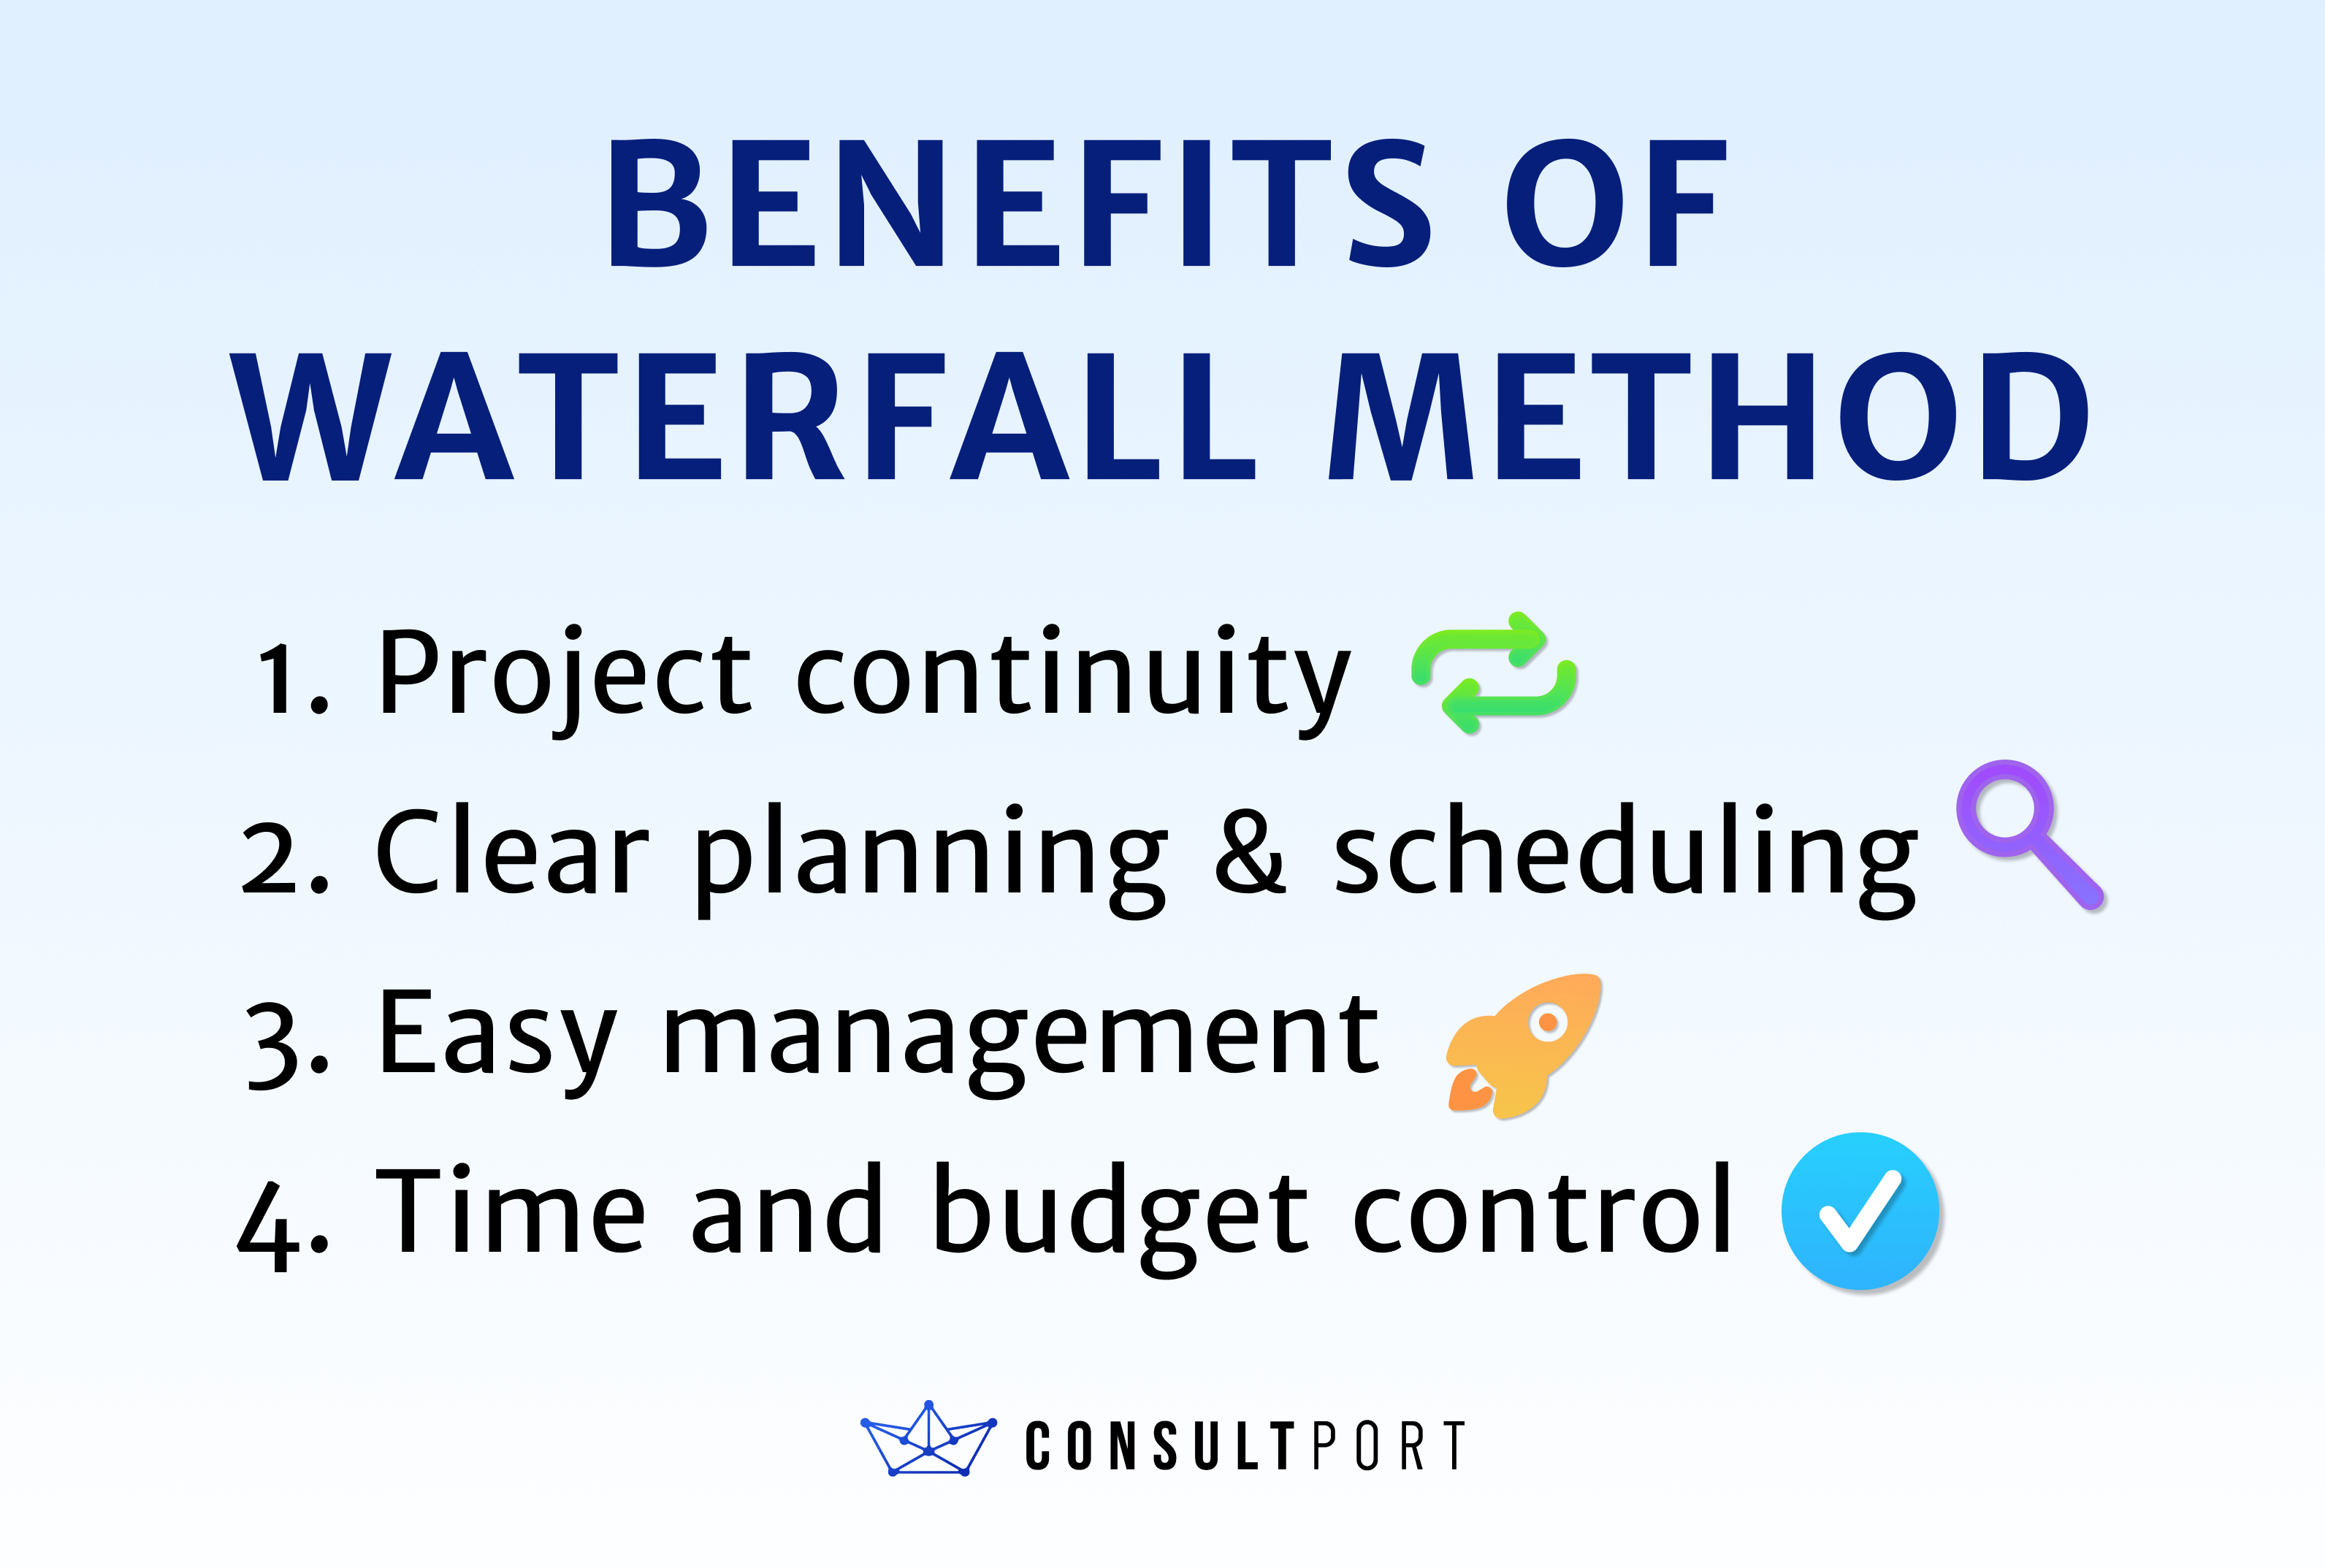 BENEFITS OF
WATERFALL METHOD
1. Project continuity
2. Clear planning & scheduling
3. Easy management
4. Time and budget control
CONSULTPORT